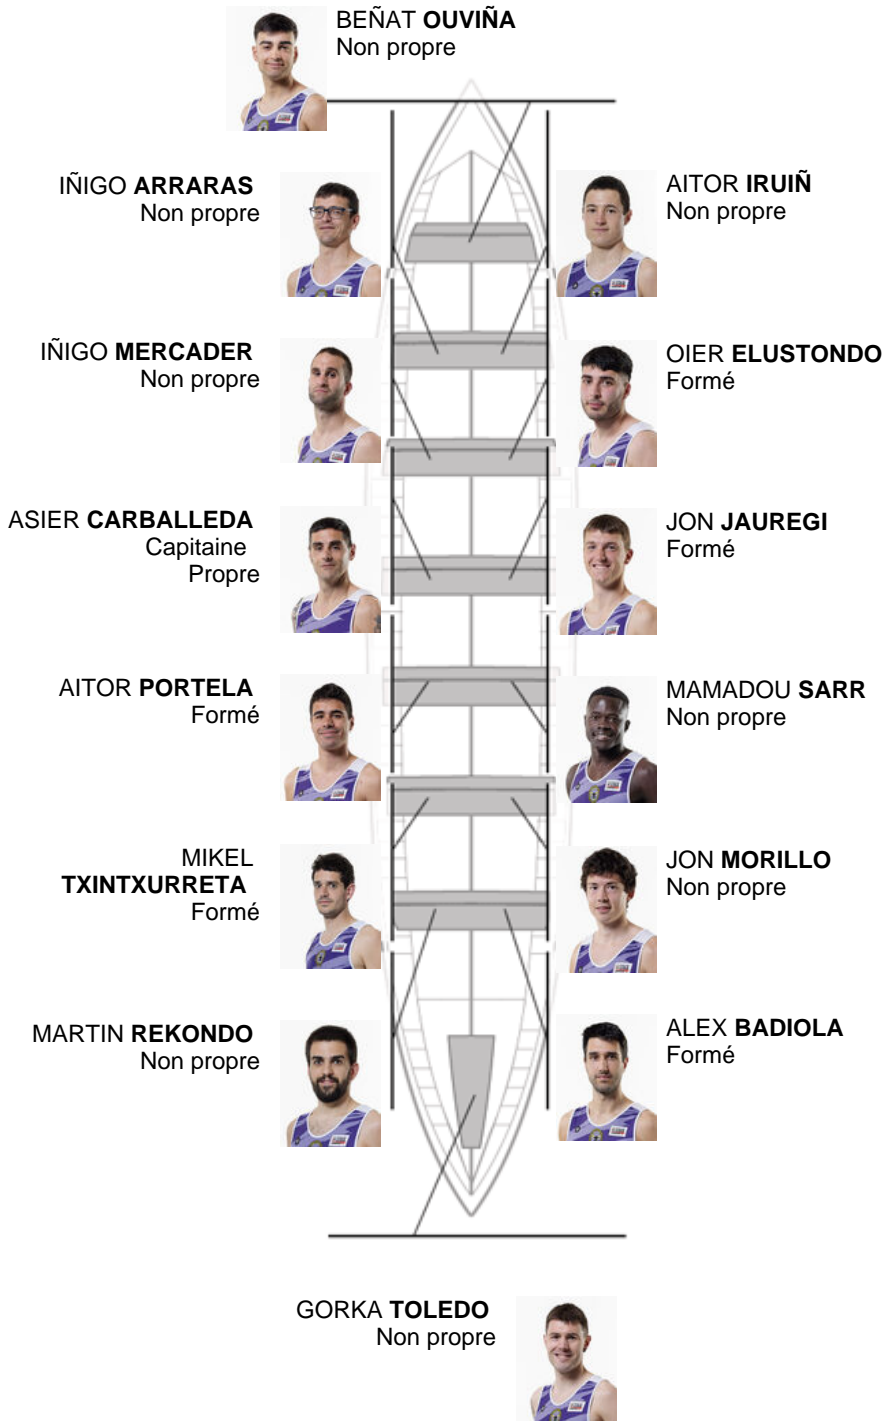 BEÑAT OUVIÑA
Non propre
IÑIGO ARRARAS
Non propre
AITOR IRUIÑ
Non propre
IÑIGO MERCADER
Non propre
OIER ELUSTONDO
Formé
ASIER CARBALLEDA
Capitaine
Propre
JON JAUREGI
Formé
AITOR PORTELA
Formé
MAMADOU SARR
Non propre
MIKEL
TXINTXURRETA
Formé
JON MORILLO
Non propre
MARTIN REKONDO
Non propre
ALEX BADIOLA
Formé
GORKA TOLEDO
Non propre